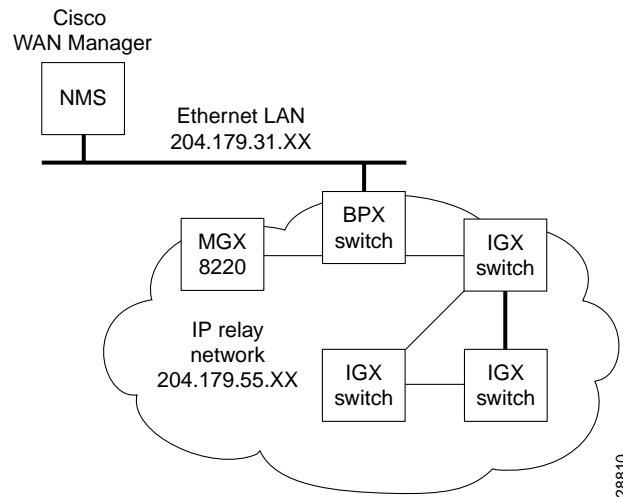 Cisco
WAN Manager
NMS
Ethernet LAN
204.179.31.XX
BPX
switch
MGX
8220
IGX
switch
IP relay
network
204.179.55.XX
IGX
switch
IGX
switch
28810